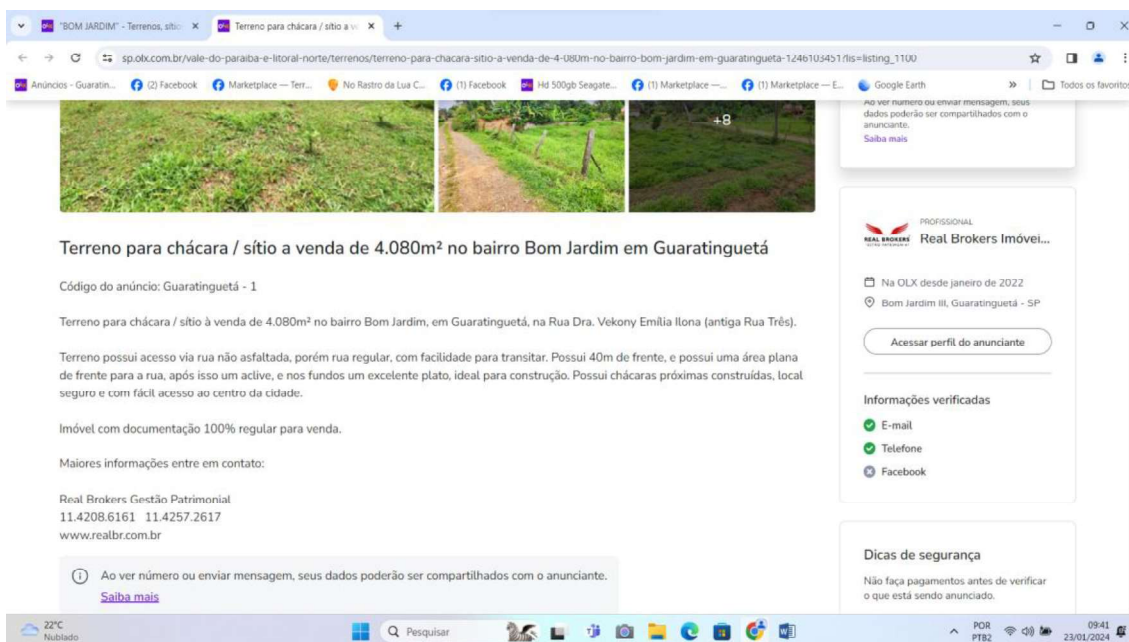 "BOM JARDIM" - Terrenos, sítio
Terreno para chácara / sítio a v
sp.olx.com.br/vale-do-paraiba-e-litoral-norte/terrenos/terreno-para-chacara-sitio-a-venda-de-4-080m-no-bairro-bom-jardim-em-guaratingueta-1246103451?lis=listing_1100
Anúncios - Guaratin... (2) Facebook Marketplace — Terr... No Rastro da Lua C... (1) Facebook Hd 500gb Seagate... (1) Marketplace —... (1) Marketplace — E... Google Earth » Todos os favoritos
+8
Ao ver número ou enviar mensagem, seus
dados poderão ser compartilhados com o
anunciante.
Saiba mais
Terreno para chácara / sítio a venda de 4.080m² no bairro Bom Jardim em Guaratinguetá
Código do anúncio: Guaratinguetá - 1
Terreno para chácara / sítio à venda de 4.080m² no bairro Bom Jardim, em Guaratinguetá, na Rua Dra. Vekony Emília Ilona (antiga Rua Três).
Terreno possui acesso via rua não asfaltada, porém rua regular, com facilidade para transitar. Possui 40m de frente, e possui uma área plana
de frente para a rua, após isso um aclive, e nos fundos um excelente plato, ideal para construção. Possui chácaras próximas construídas, local
seguro e com fácil acesso ao centro da cidade.
Imóvel com documentação 100% regular para venda.
Maiores informações entre em contato:
Real Brokers Gestão Patrimonial
11.4208.6161 11.4257.2617
www.realbr.com.br
Ao ver número ou enviar mensagem, seus dados poderão ser compartilhados com o anunciante.
Saiba mais
PROFISSIONAL
REAL BROKERS
Real Brokers Imóvei...
Na OLX desde janeiro de 2022
Bom Jardim III, Guaratinguetá - SP
Acessar perfil do anunciante
Informações verificadas
E-mail
Telefone
Facebook
Dicas de segurança
Não faça pagamentos antes de verificar
o que está sendo anunciado.
22°C
Nublado
Pesquisar
POR
PTB2
09:41
23/01/2024